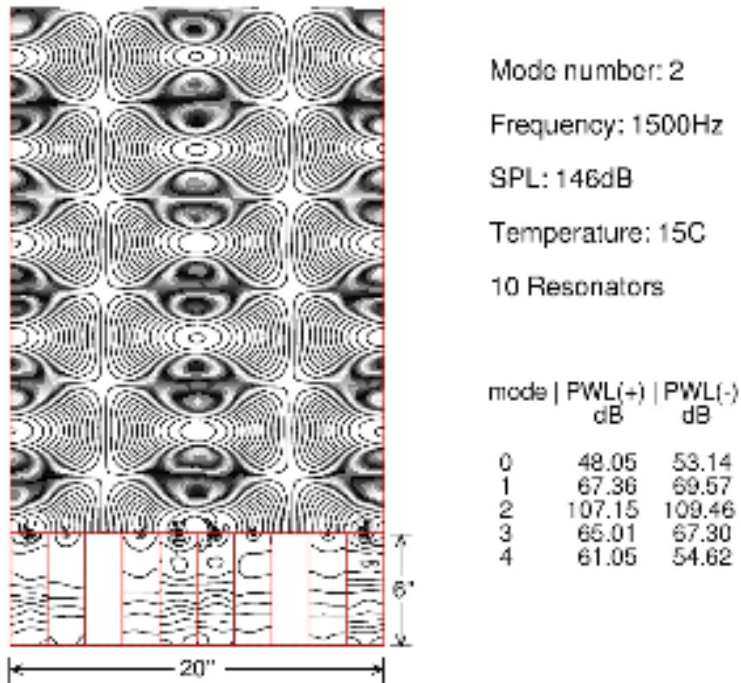 Mode number: 2
Frequency: 1500Hz
SPL: 146dB
Temperature: 15C
10 Resonators
mode | PWL(+) | PWL(-)
dB dB
0 48.05 53.14
1 67.36 69.57
2 107.15 109.46
3 65.01 67.30
4 61.05 54.62
6"
20"